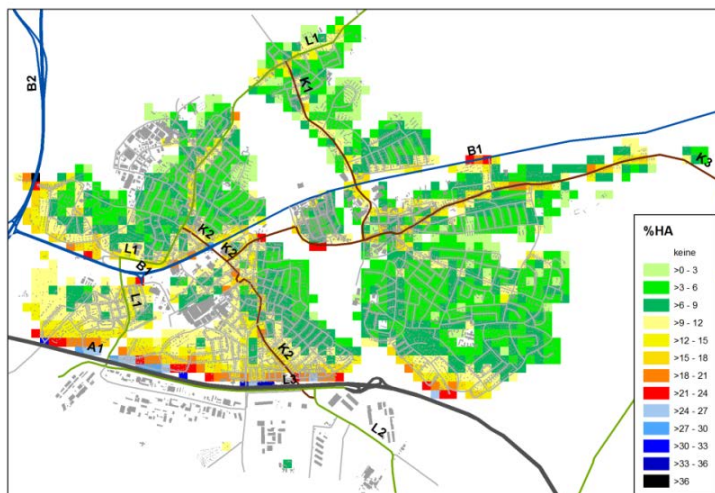 L1
B2
K1
B1
K3
K2
K2
L1
B1
L1
K2
A1
L3
L2
%HA
keine
>0 - 3
>3 - 6
>6 - 9
>9 - 12
>12 - 15
>15 - 18
>18 - 21
>21 - 24
>24 - 27
>27 - 30
>30 - 33
>33 - 36
>36